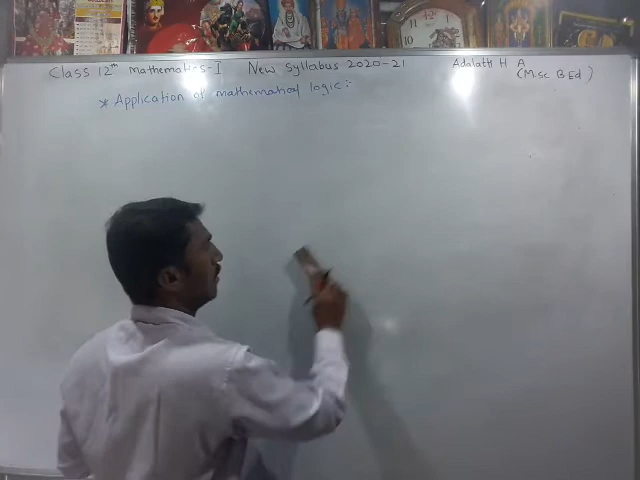 Class 12th mathematics-I New Syllabus 2020-21 Adalath H A
(M.sc B.Ed)
* Application of mathematical logic:-